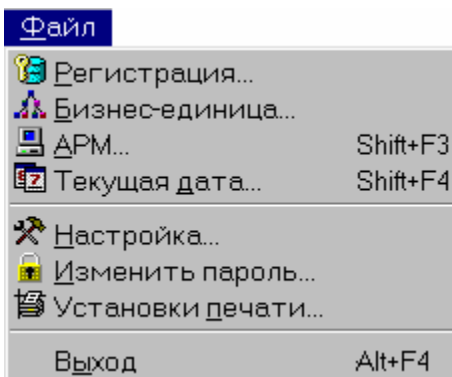 Файл
Регистрация...
Бизнес-единица...
АРМ... Shift+F3
Текущая дата... Shift+F4
Настройка...
Изменить пароль...
Установки печати...
Выход Alt+F4